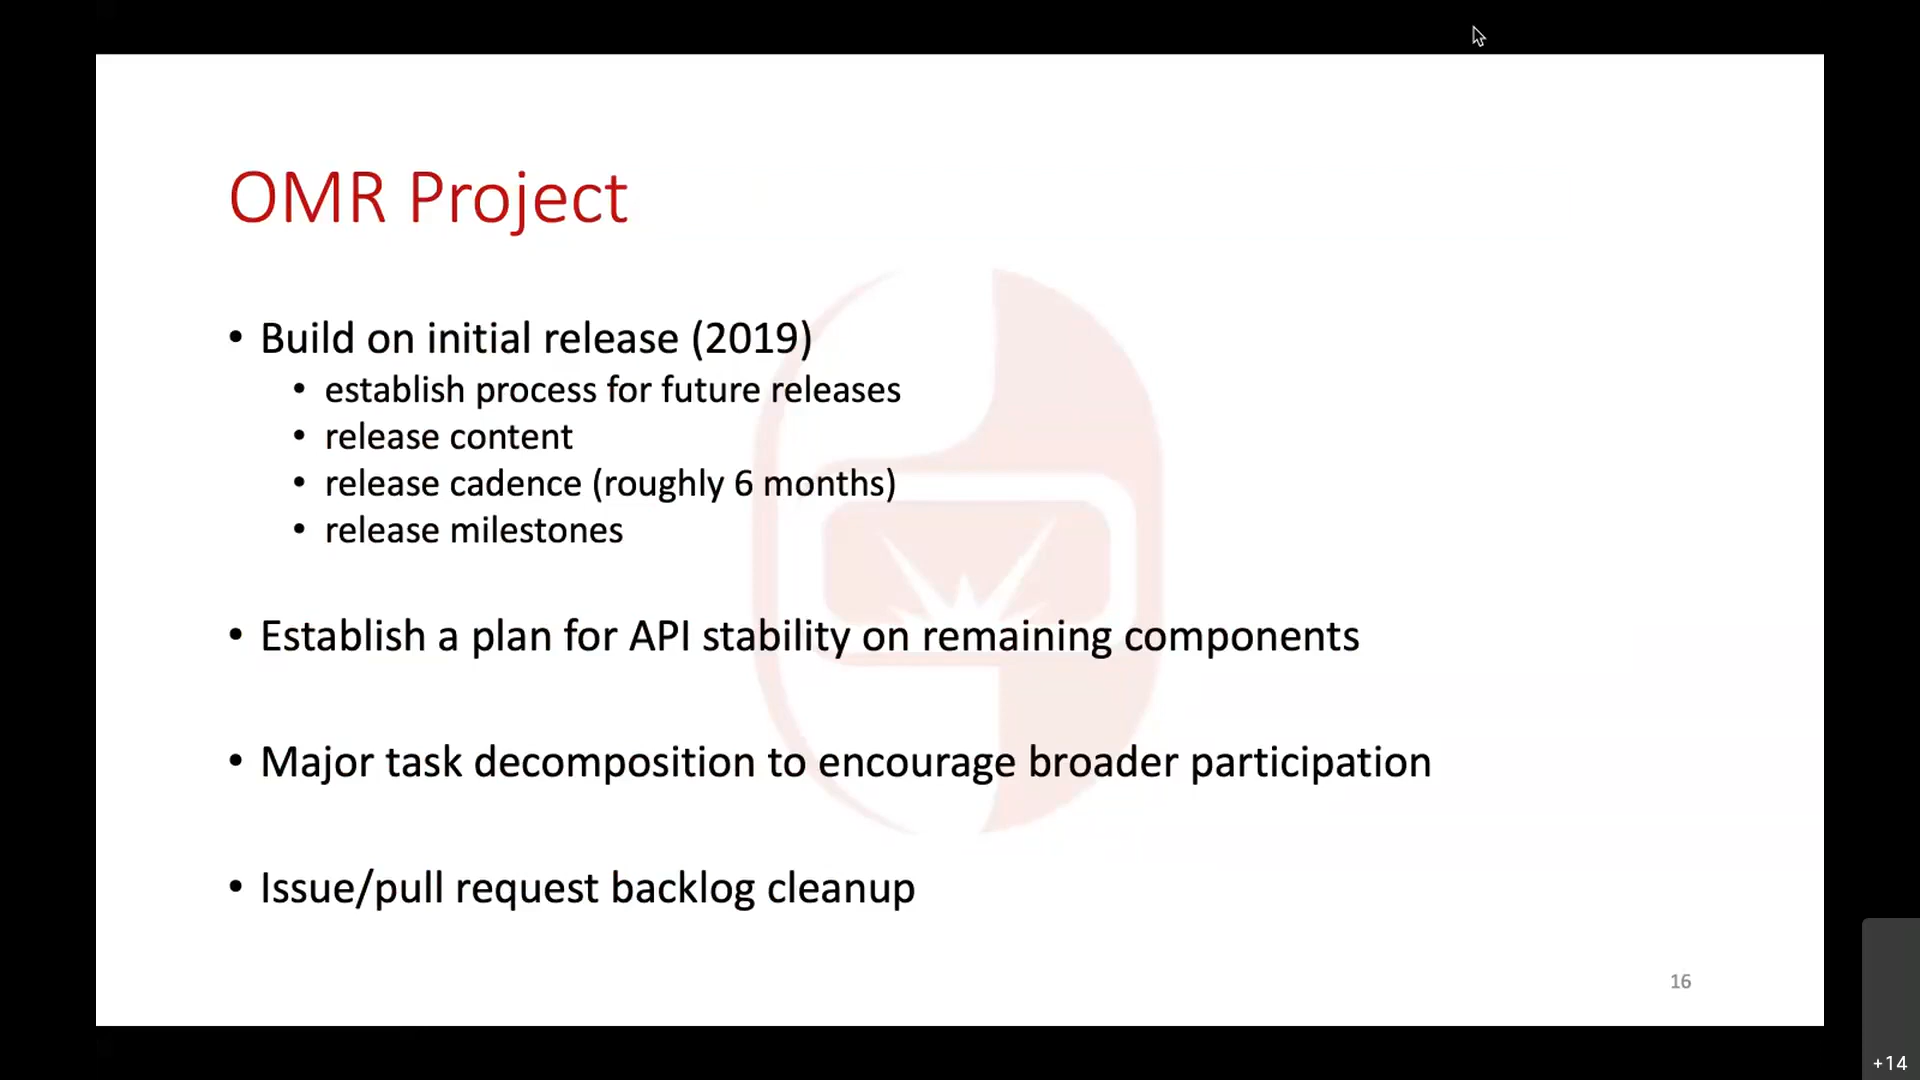 OMR Project
• Build on initial release (2019)
• establish process for future releases
• release content
• release cadence (roughly 6 months)
• release milestones
• Establish a plan for API stability on remaining components
• Major task decomposition to encourage broader participation
• Issue/pull request backlog cleanup
16
+14